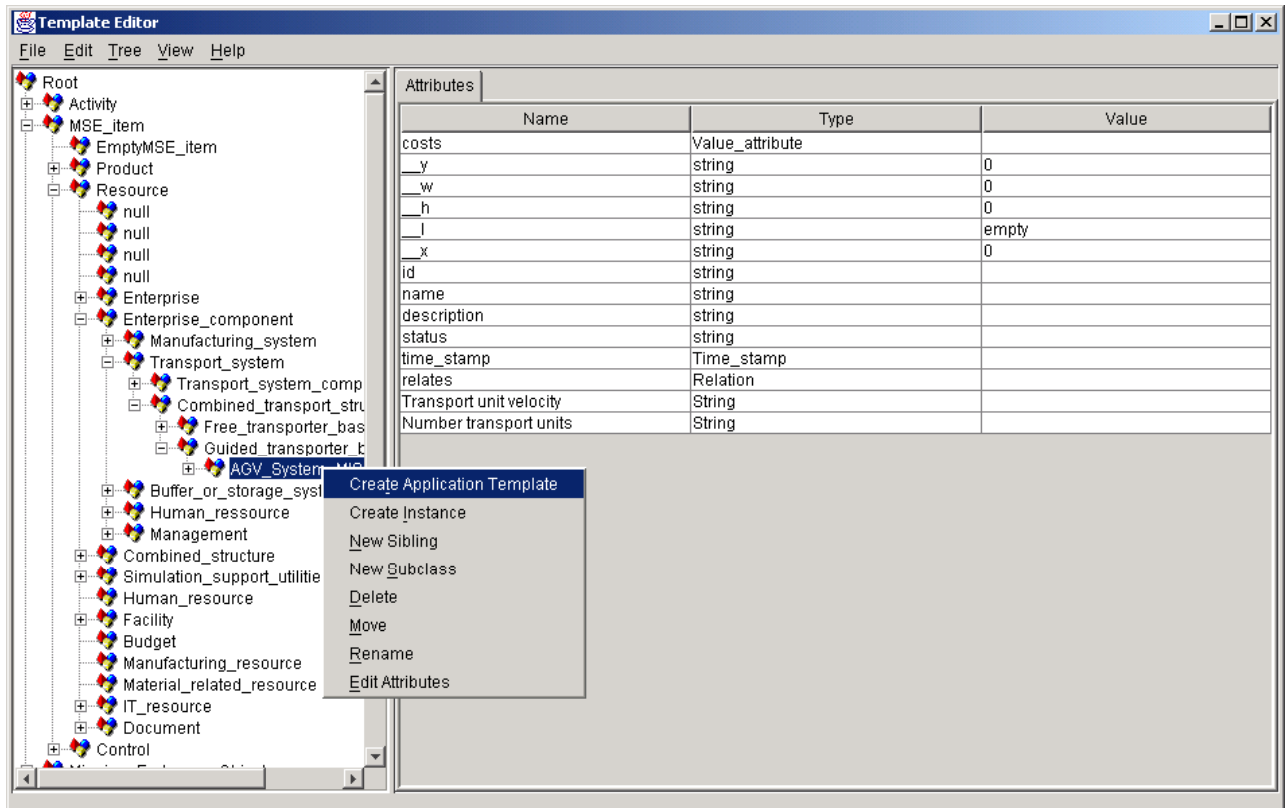 Template Editor
File Edit Tree View Help
Root
Activity
MSE_item
EmptyMSE_item
Product
Resource
null
null
null
null
Enterprise
Enterprise_component
Manufacturing_system
Transport_system
Transport_system_comp
Combined_transport_stru
Free_transporter_bas
Guided_transporter_b
AGV_System
Buffer_or_storage_syst
Human_ressource
Management
Combined_structure
Simulation_support_utilitie
Human_resource
Facility
Budget
Manufacturing_resource
Material_related_resource
IT_resource
Document
Control
Create Application Template
Create Instance
New Sibling
New Subclass
Delete
Move
Rename
Edit Attributes
Attributes
Name Type Value
costs Value_attribute
__y string 0
__w string 0
__h string 0
__l string empty
__x string 0
id string
name string
description string
status string
time_stamp Time_stamp
relates Relation
Transport unit velocity String
Number transport units String